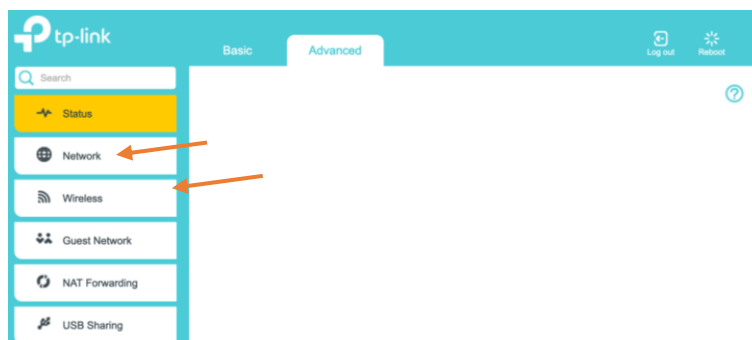 tp-link
Basic
Advanced
Log out
Reboot
Search
Status
Network
Wireless
Guest Network
NAT Forwarding
USB Sharing